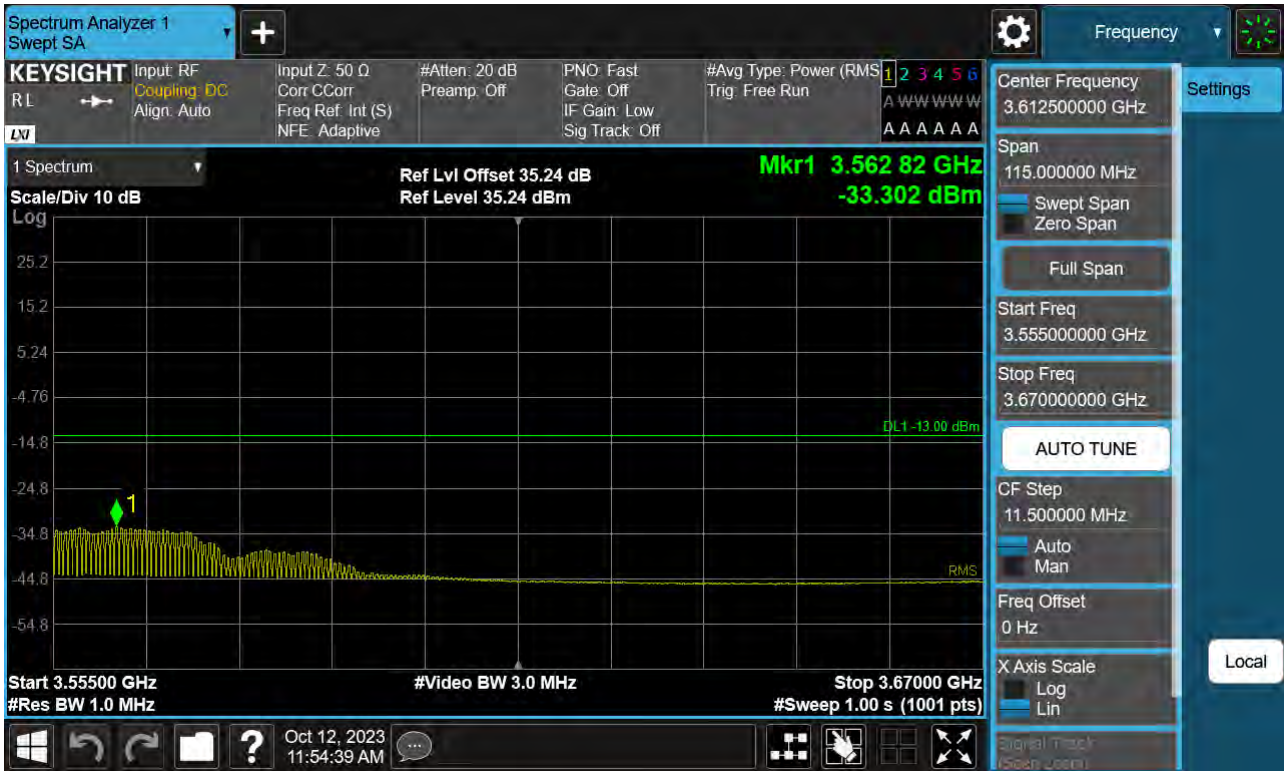 Spectrum Analyzer 1
Swept SA
Frequency
KEYSIGHT
RL
LXI
Input: RF
Coupling: DC
Align: Auto
Input Z: 50 Ω
Corr CCorr
Freq Ref: Int (S)
NFE: Adaptive
#Atten: 20 dB
Preamp: Off
PNO: Fast
Gate: Off
IF Gain: Low
Sig Track: Off
#Avg Type: Power (RMS
Trig: Free Run
1 2 3 4 5 6
A W W W W W
A A A A A A
1 Spectrum
Scale/Div 10 dB
Ref Lvl Offset 35.24 dB
Ref Level 35.24 dBm
Mkr1 3.562 82 GHz
-33.302 dBm
Log
25.2
15.2
5.24
-4.76
-14.8
-24.8
-34.8
-44.8
-54.8
DL1 -13.00 dBm
1
RMS
Start 3.55500 GHz
#Res BW 1.0 MHz
#Video BW 3.0 MHz
Stop 3.67000 GHz
#Sweep 1.00 s (1001 pts)
Center Frequency
3.612500000 GHz
Span
115.000000 MHz
Swept Span
Zero Span
Full Span
Start Freq
3.555000000 GHz
Stop Freq
3.670000000 GHz
AUTO TUNE
CF Step
11.500000 MHz
Auto
Man
Freq Offset
0 Hz
X Axis Scale
Log
Lin
Signal Track
(Span Zoom)
Settings
Local
?
Oct 12, 2023
11:54:39 AM